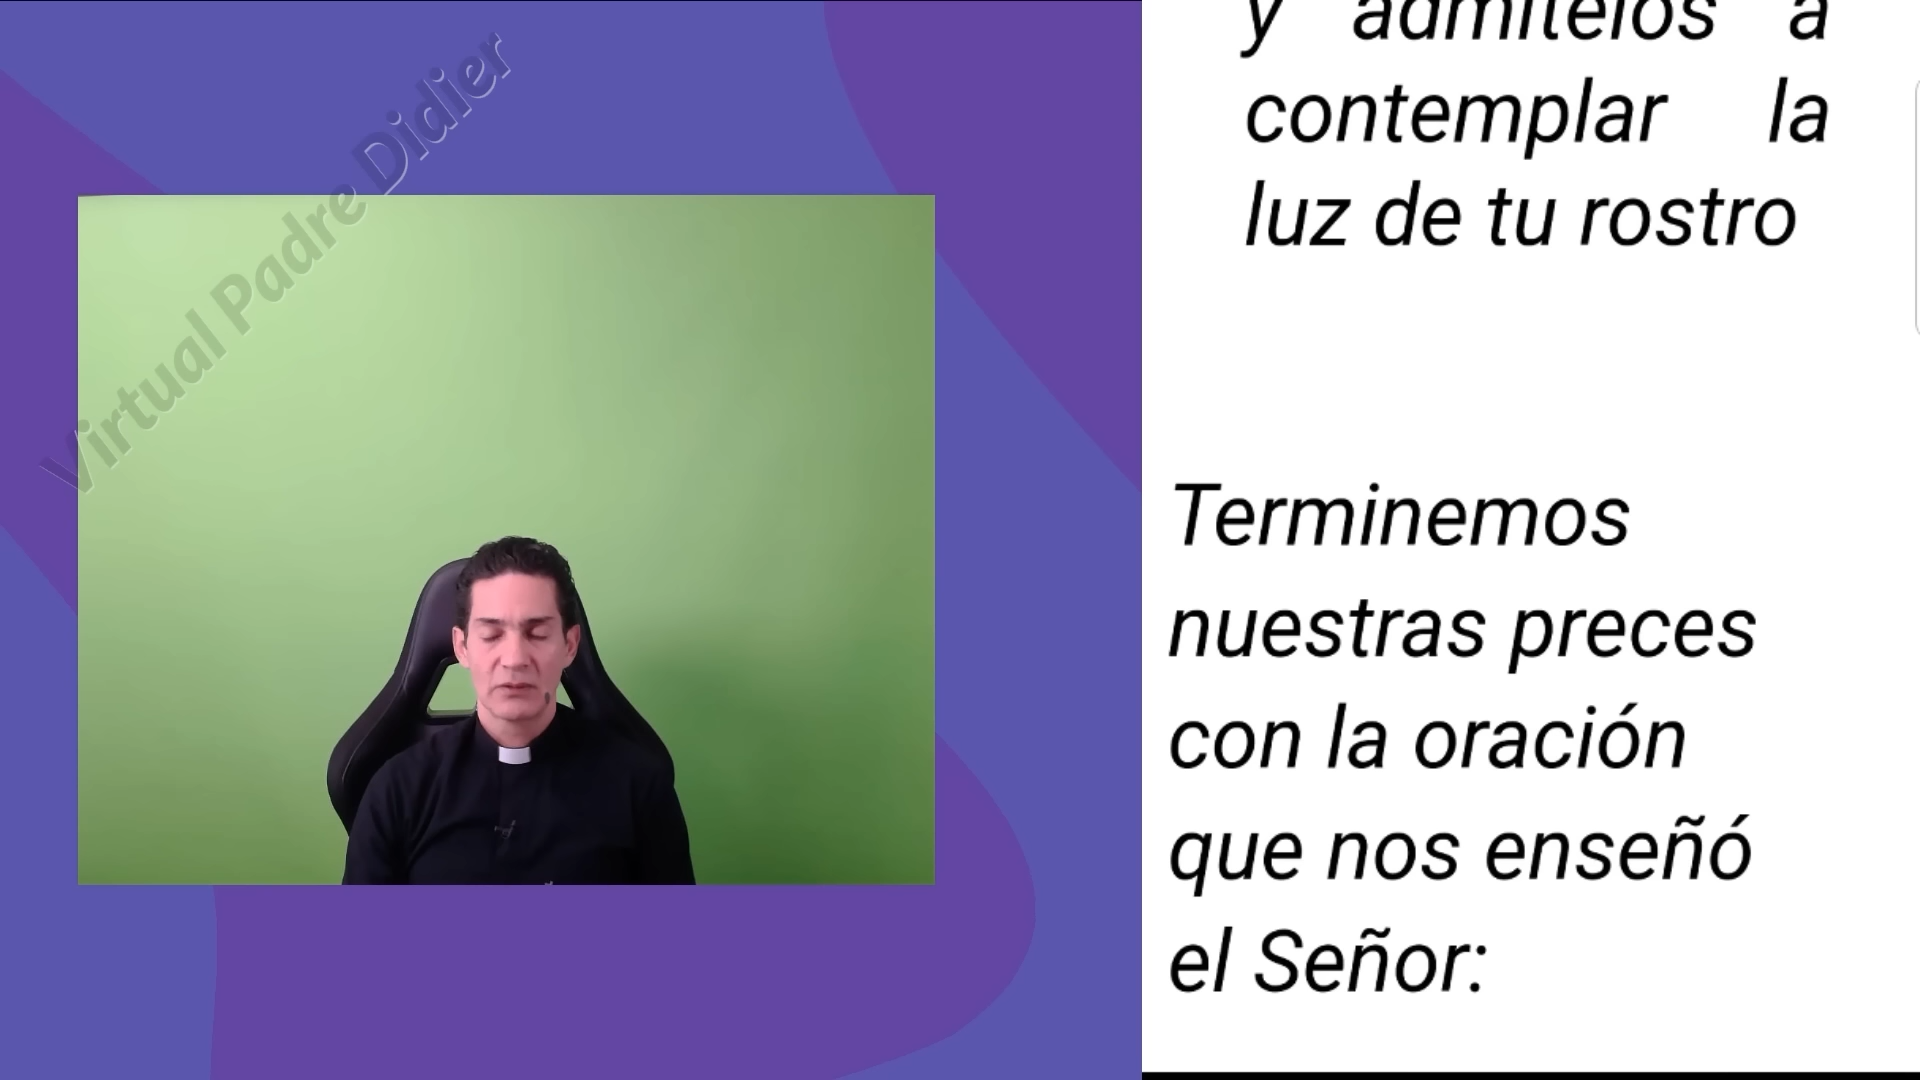 Virtual Padre Didier
y admítelos a
contemplar la
luz de tu rostro
Terminemos
nuestras preces
con la oración
que nos enseñó
el Señor: